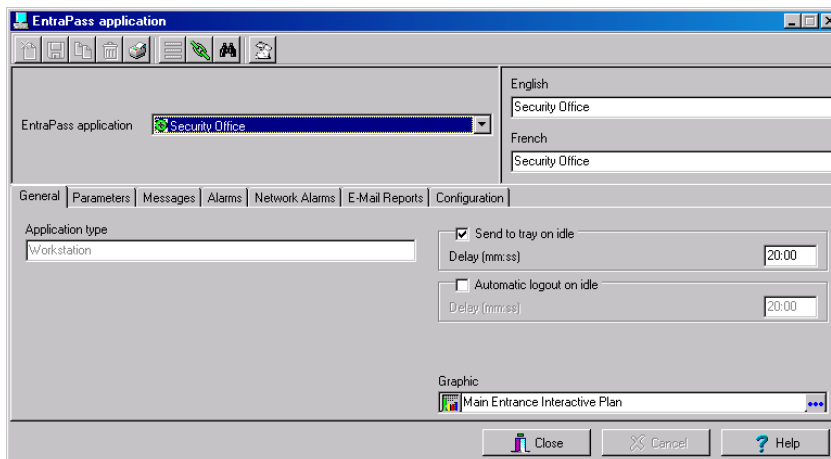 EntraPass application
English
Security Office
EntraPass application
Security Office
French
Security Office
General Parameters Messages Alarms Network Alarms E-Mail Reports Configuration
Application type
Workstation
Send to tray on idle
Delay (mm:ss) 20:00
Automatic logout on idle
Delay (mm:ss) 20:00
Graphic
Main Entrance Interactive Plan
Close Cancel ? Help